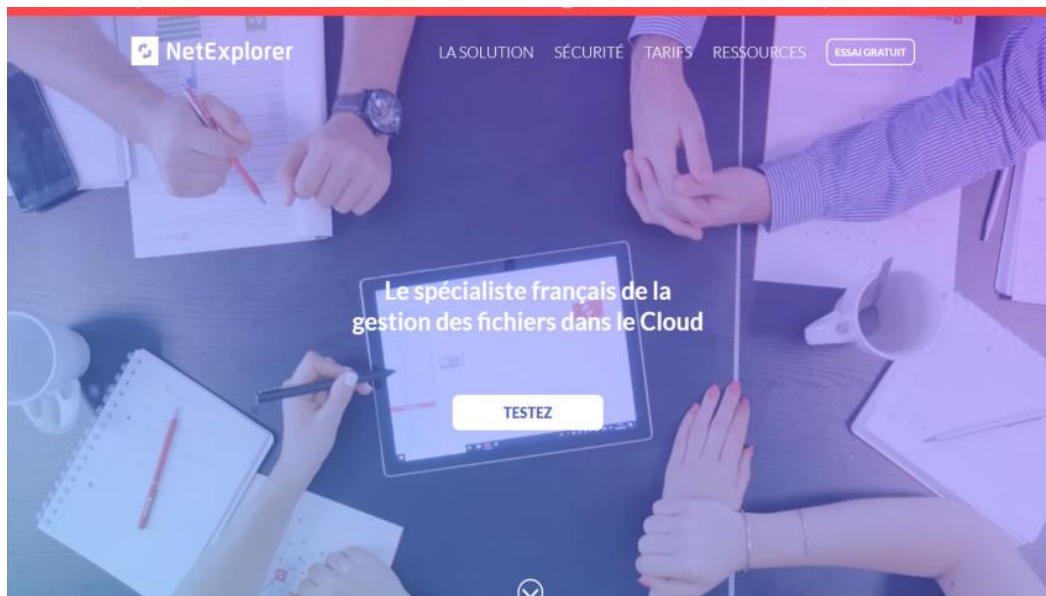 NetExplorer
LA SOLUTION SÉCURITÉ TARIFS RESSOURCES ESSAI GRATUIT
Le spécialiste français de la
gestion des fichiers dans le Cloud
TESTEZ